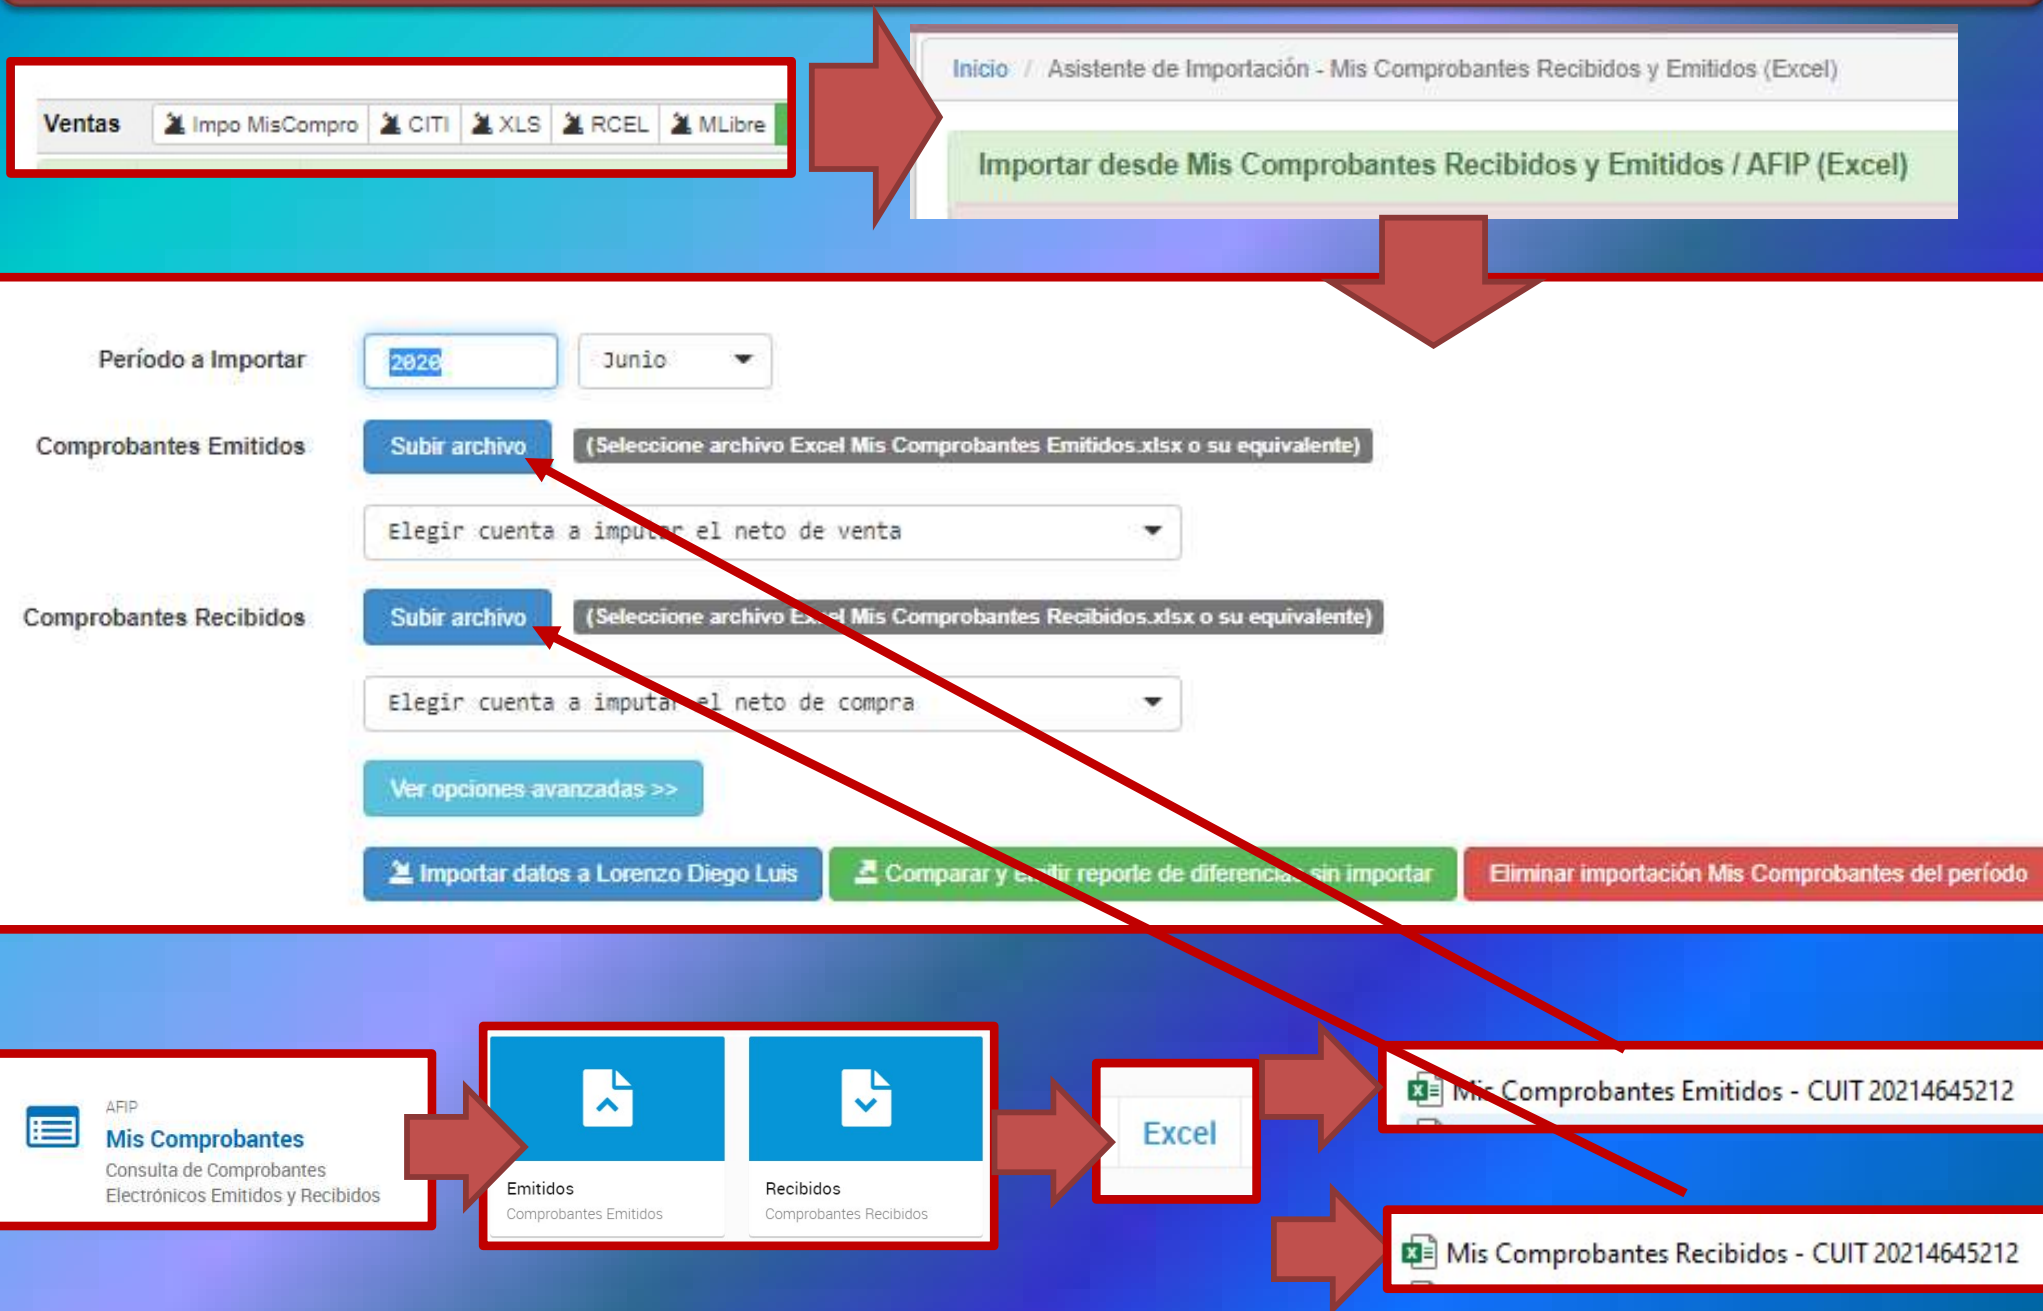 Ventas Impo MisCompro CITI XLS RCEL MLibre
Inicio / Asistente de Importación - Mis Comprobantes Recibidos y Emitidos (Excel)
Importar desde Mis Comprobantes Recibidos y Emitidos / AFIP (Excel)
Período a Importar 2020 Junio
Comprobantes Emitidos Subir archivo (Seleccione archivo Excel Mis Comprobantes Emitidos.xlsx o su equivalente)
Elegir cuenta a imputar el neto de venta
Comprobantes Recibidos Subir archivo (Seleccione archivo Excel Mis Comprobantes Recibidos.xlsx o su equivalente)
Elegir cuenta a imputar el neto de compra
Ver opciones avanzadas >>
Importar datos a Lorenzo Diego Luis Comparar y emitir reporte de diferencias sin importar Eliminar importación Mis Comprobantes del período
AFIP
Mis Comprobantes
Consulta de Comprobantes
Electrónicos Emitidos y Recibidos
Emitidos
Comprobantes Emitidos
Recibidos
Comprobantes Recibidos
Excel
Mis Comprobantes Emitidos - CUIT 20214645212
Mis Comprobantes Recibidos - CUIT 20214645212